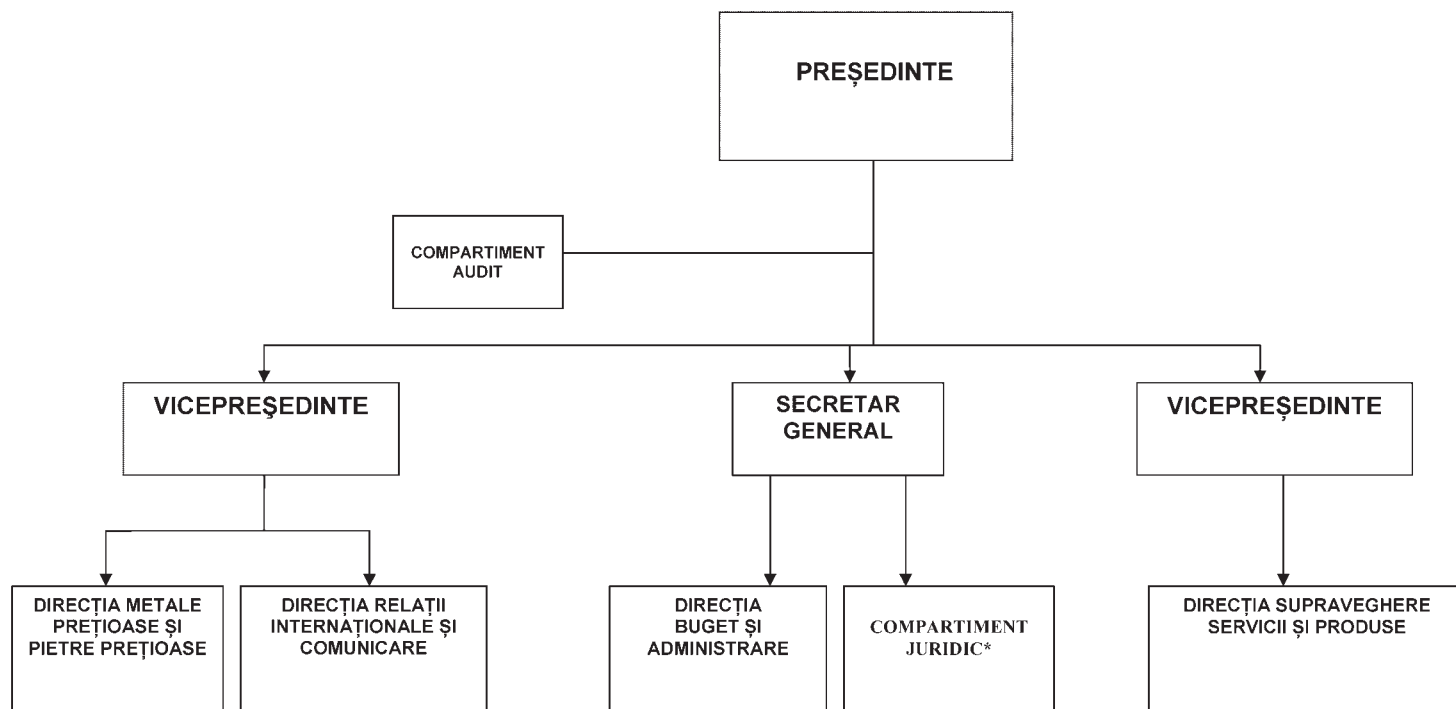 PREȘEDINTE
COMPARTIMENT
AUDIT
VICEPREŞEDINTE
SECRETAR
GENERAL
VICEPREȘEDINTE
DIRECȚIA METALE
PREȚIOASE ȘI
PIETRE PREȚIOASE
DIRECȚIA RELAȚII
INTERNAȚIONALE ȘI
COMUNICARE
DIRECȚIA
BUGET ȘI
ADMINISTRARE
COMPARTIMENT
JURIDIC*
DIRECȚIA SUPRAVEGHERE
SERVICII ȘI PRODUSE